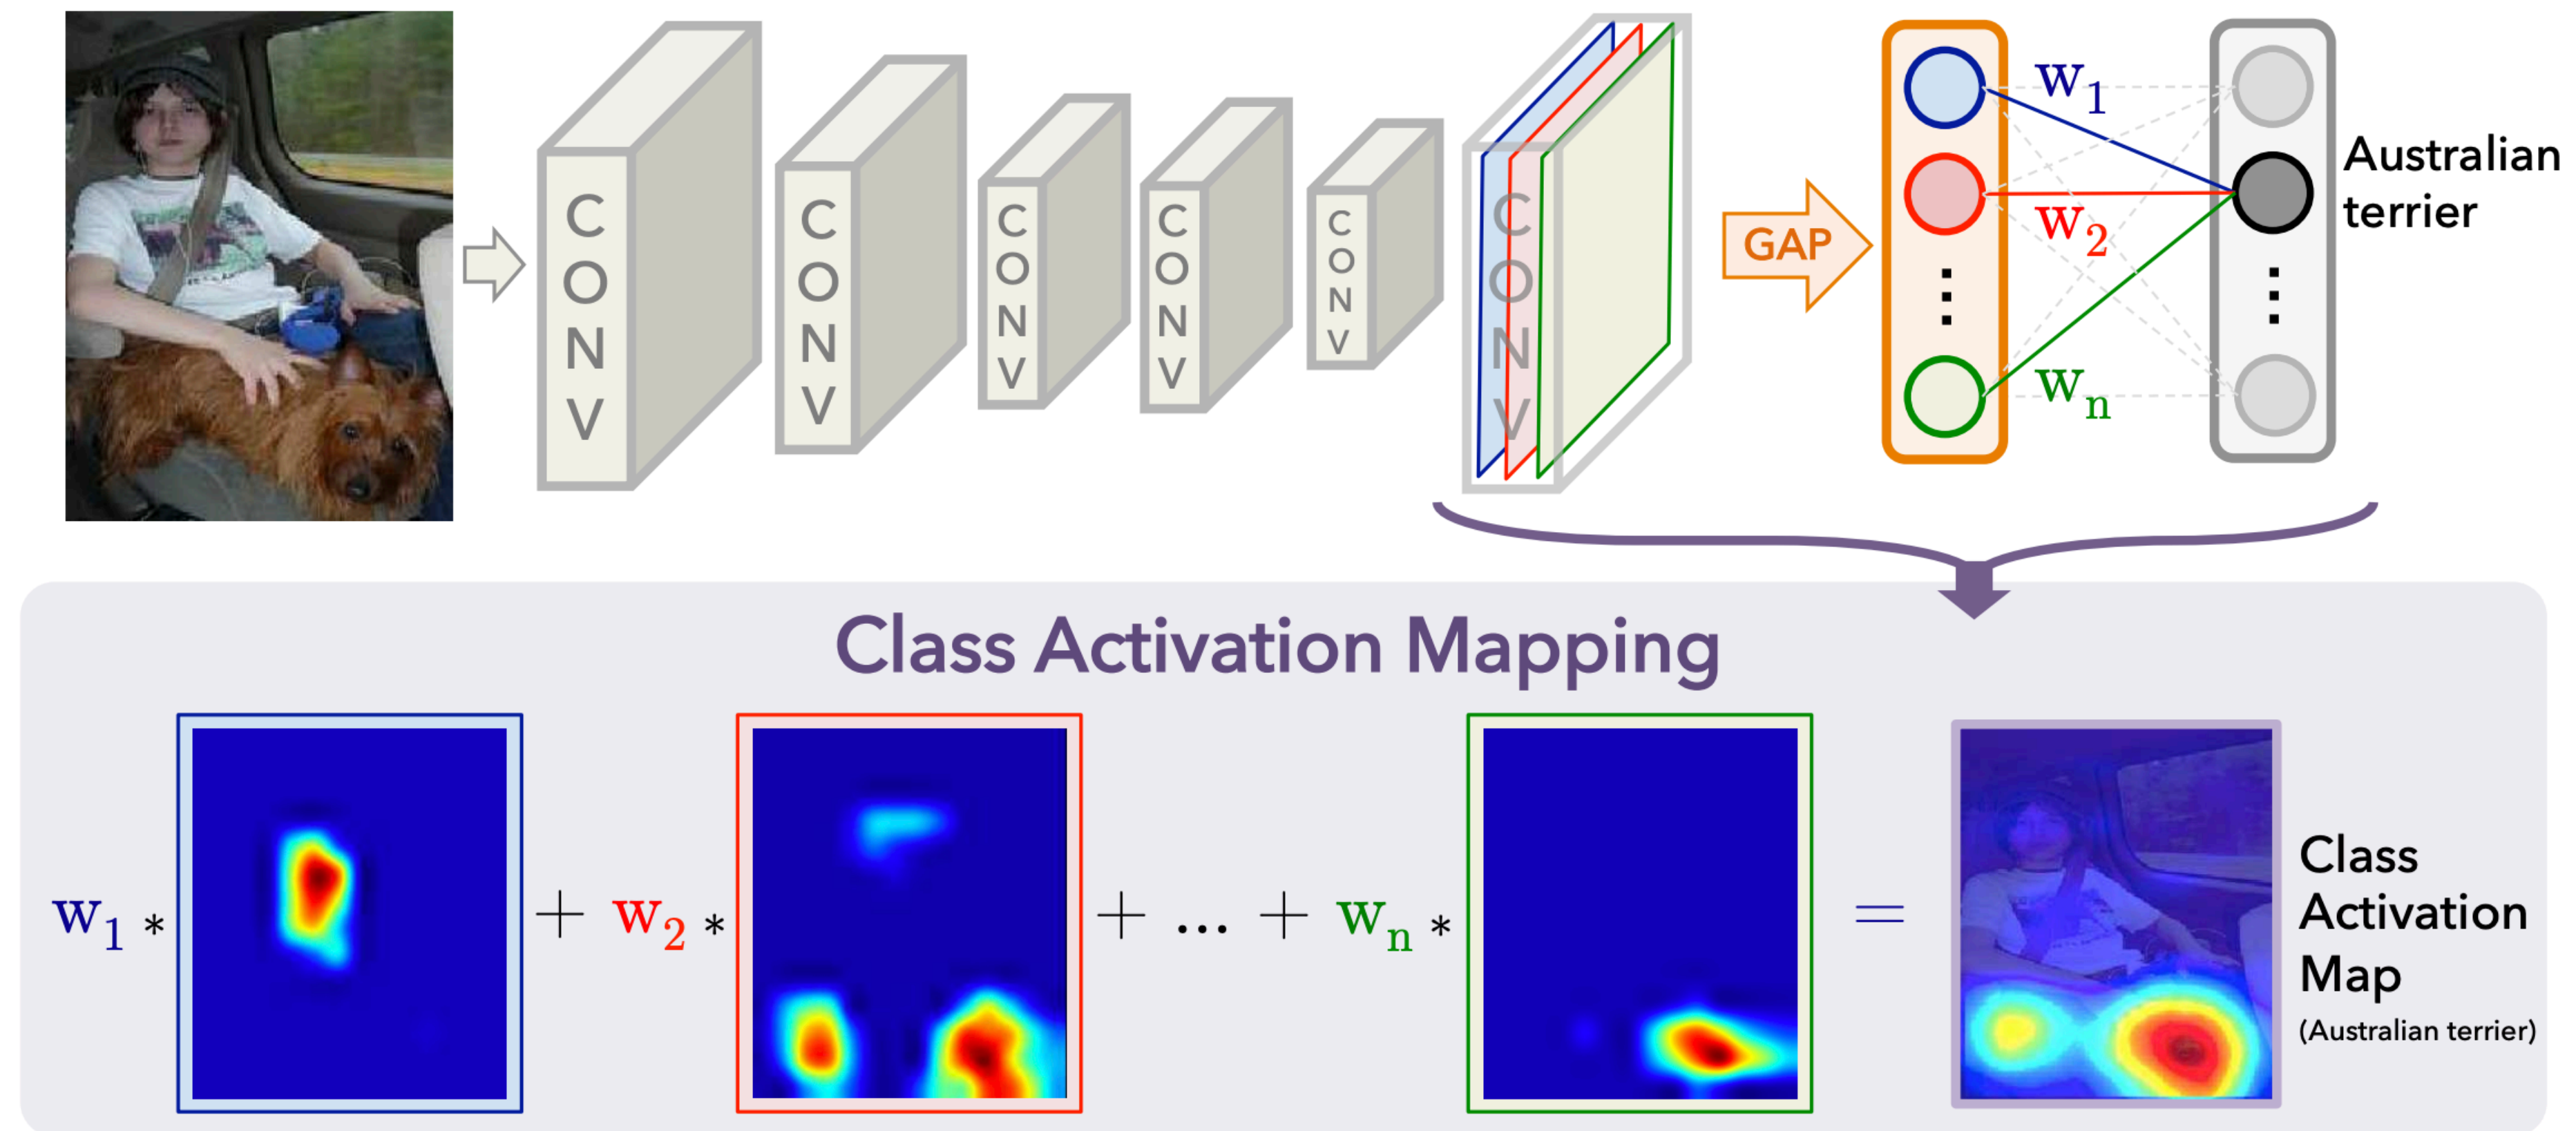 CONV
CONV
CONV
CONV
CONV
CONV
GAP
w1
w2
wn
Australian
terrier
Class Activation Mapping
w1 * + w2 * + ... + wn * =
Class
Activation
Map
(Australian terrier)